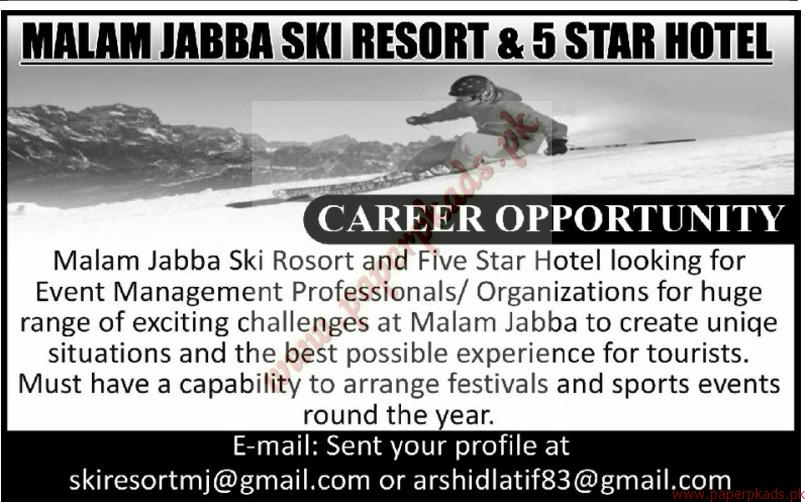 MALAM JABBA SKI RESORT & 5 STAR HOTEL
CAREER OPPORTUNITY
Malam Jabba Ski Rosort and Five Star Hotel looking for
Event Management Professionals/ Organizations for huge
range of exciting challenges at Malam Jabba to create uniqe
situations and the best possible experience for tourists.
Must have a capability to arrange festivals and sports events
round the year.
E-mail: Sent your profile at
skiresortmj@gmail.com or arshidlatif83@gmail.com
www.paperpkads.pk
www.paperpkads.pk